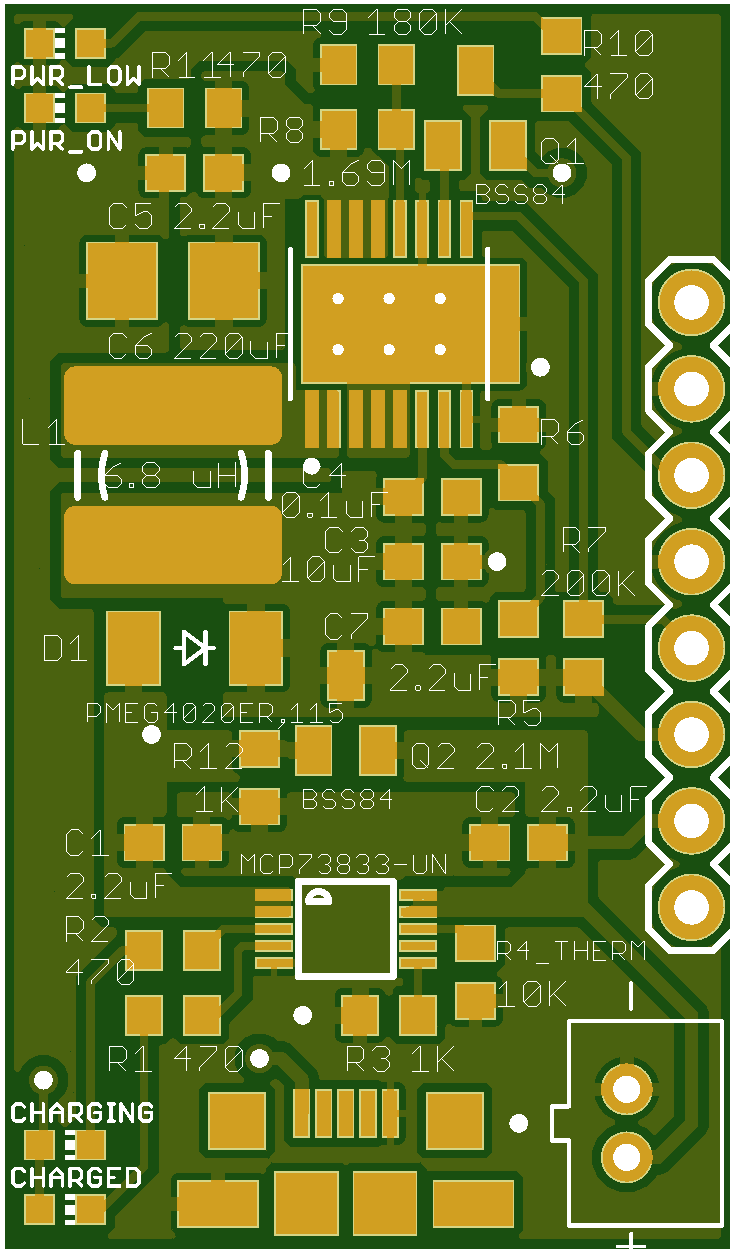 R9 180K
PWR_LOW
R11 470
R10
470
PWR_ON
R8
1.69M
Q1
BSS84
C5 2.2uF
C6 220uF
L1
6.8 uH
R6
C4
0.1uF
C3
10uF
R7
200K
D1
C7
2.2uF
PMEG4020ER,115
R5
R12
1K
Q2 2.1M
BSS84
C2 2.2uF
C1
2.2uF
MCP73833-UN
R2
470
R4_THERM
10K
R1 470
R3 1K
CHARGING
CHARGED
+